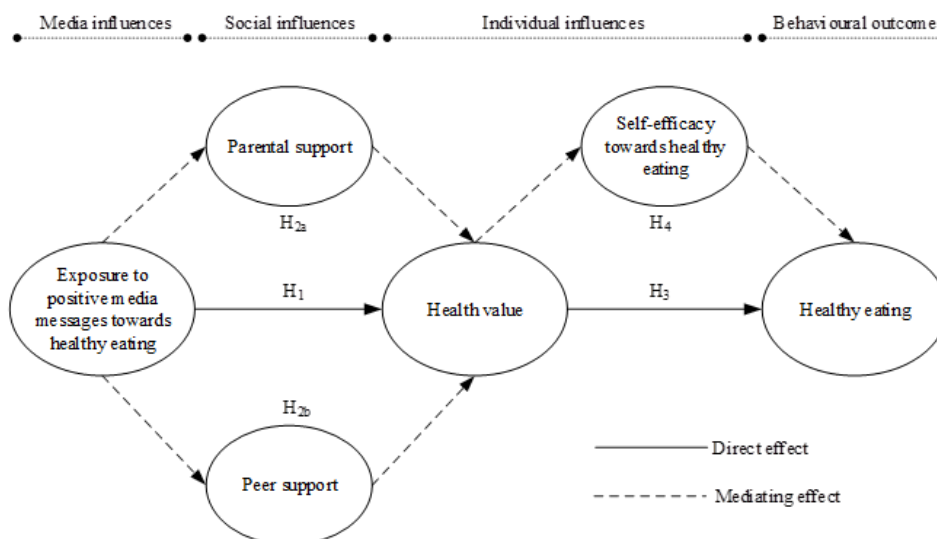 Media influences
Social influences
Individual influences
Behavioural outcome
Parental support
Self-efficacy
towards healthy
eating
H2a
H4
Exposure to
positive media
messages towards
healthy eating
H1
Health value
H3
Healthy eating
H2b
Peer support
Direct effect
Mediating effect